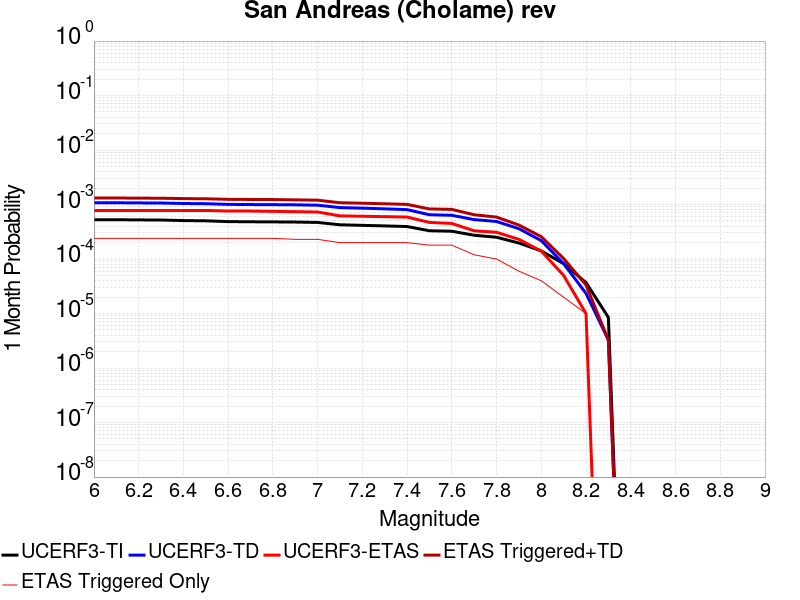 San Andreas (Cholame) rev
1 Month Probability
10^0
10^-1
10^-2
10^-3
10^-4
10^-5
10^-6
10^-7
10^-8
6 6.2 6.4 6.6 6.8 7 7.2 7.4 7.6 7.8 8 8.2 8.4 8.6 8.8 9
Magnitude
UCERF3-TI UCERF3-TD UCERF3-ETAS ETAS Triggered+TD
ETAS Triggered Only